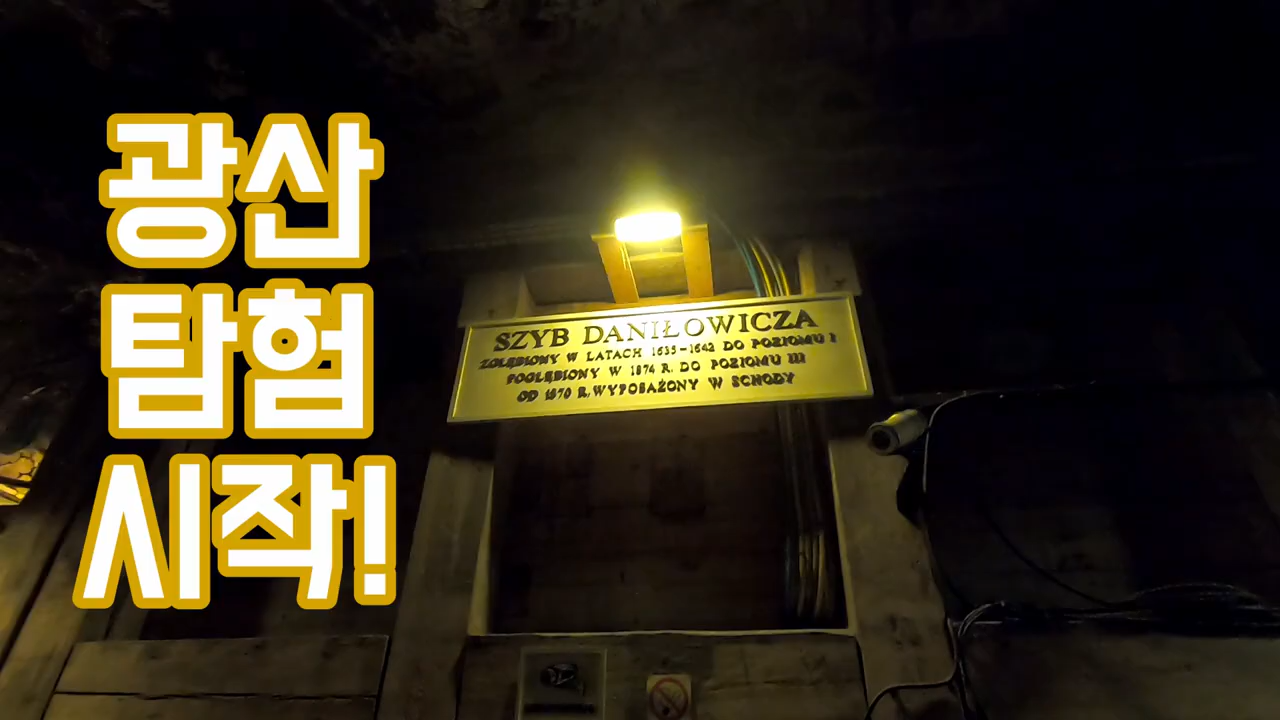 광산
탐험
시작!
SZYB DANIŁOWICZA
ZGŁĘBIONY W LATACH 1635-1642 DO POZIOMU I
POGŁĘBIONY W 1874 R. DO POZIOMU III
OD 1870 R. WYPOSAŻONY W SCHODY